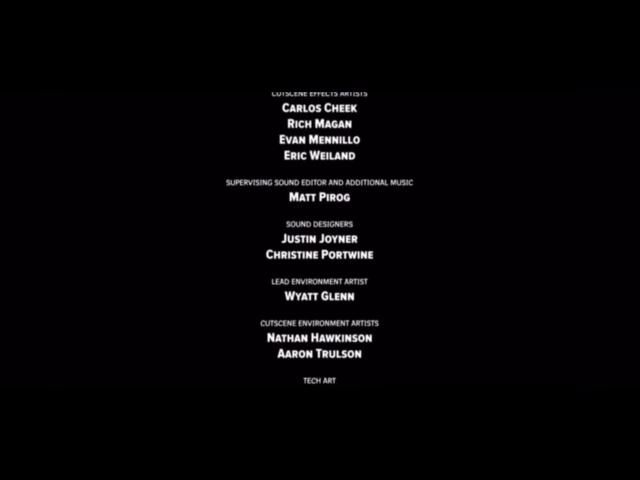 CUTSCENE EFFECTS ARTISTS
CARLOS CHEEK
RICH MAGAN
EVAN MENNILLO
ERIC WEILAND
SUPERVISING SOUND EDITOR AND ADDITIONAL MUSIC
MATT PIROG
SOUND DESIGNERS
JUSTIN JOYNER
CHRISTINE PORTWINE
LEAD ENVIRONMENT ARTIST
WYATT GLENN
CUTSCENE ENVIRONMENT ARTISTS
NATHAN HAWKINSON
AARON TRULSON
TECH ART